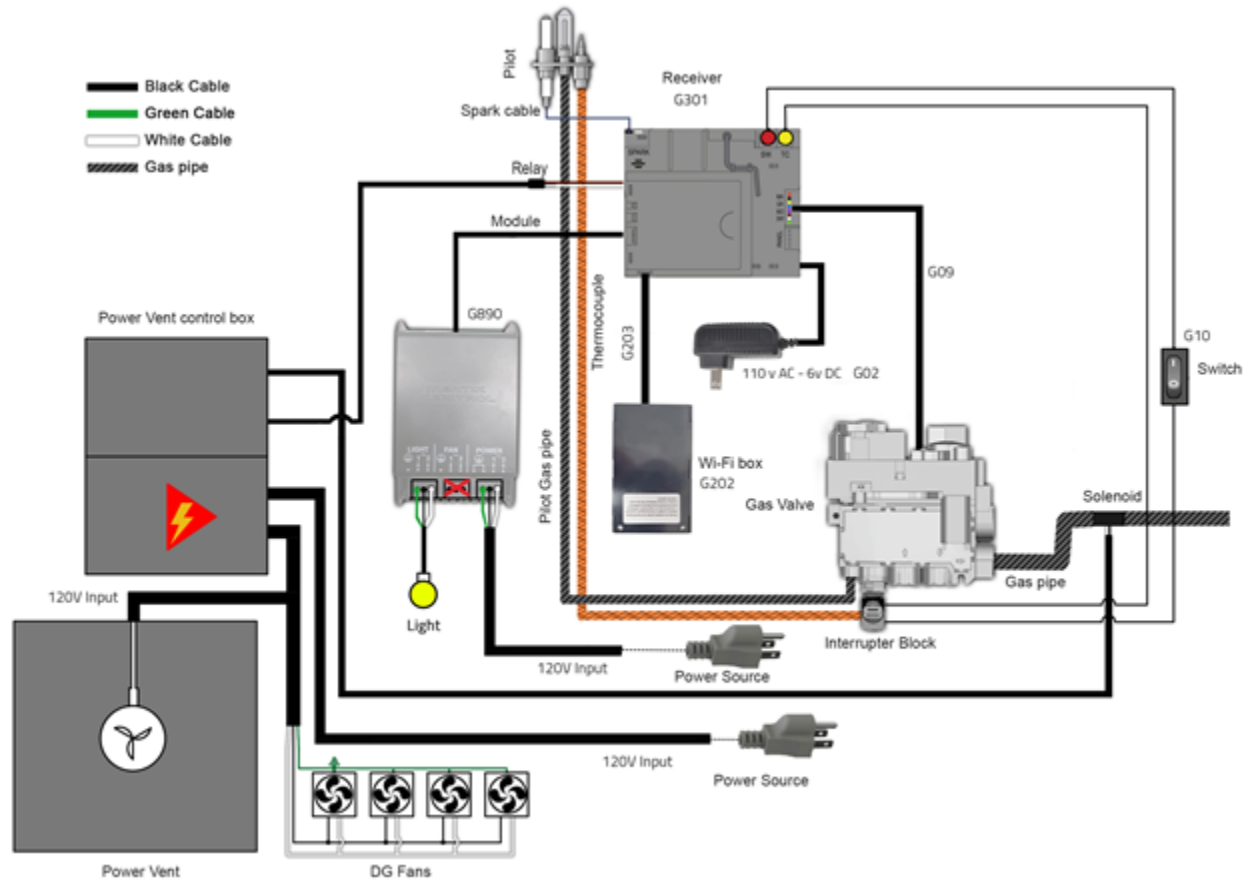 Black Cable
Green Cable
White Cable
Gas pipe
Pilot
Spark cable
Relay
Module
Receiver
G301
SPARK
SW
TC
G09
G10
Switch
Power Vent control box
G890
Thermocouple
G203
110 v AC - 6v DC G02
LIGHT
FAN
POWER
Pilot Gas pipe
Wi-Fi box
G202
Gas Valve
Solenoid
Gas pipe
120V Input
Light
Interrupter Block
120V Input
Power Source
120V Input
Power Source
Power Vent
DG Fans